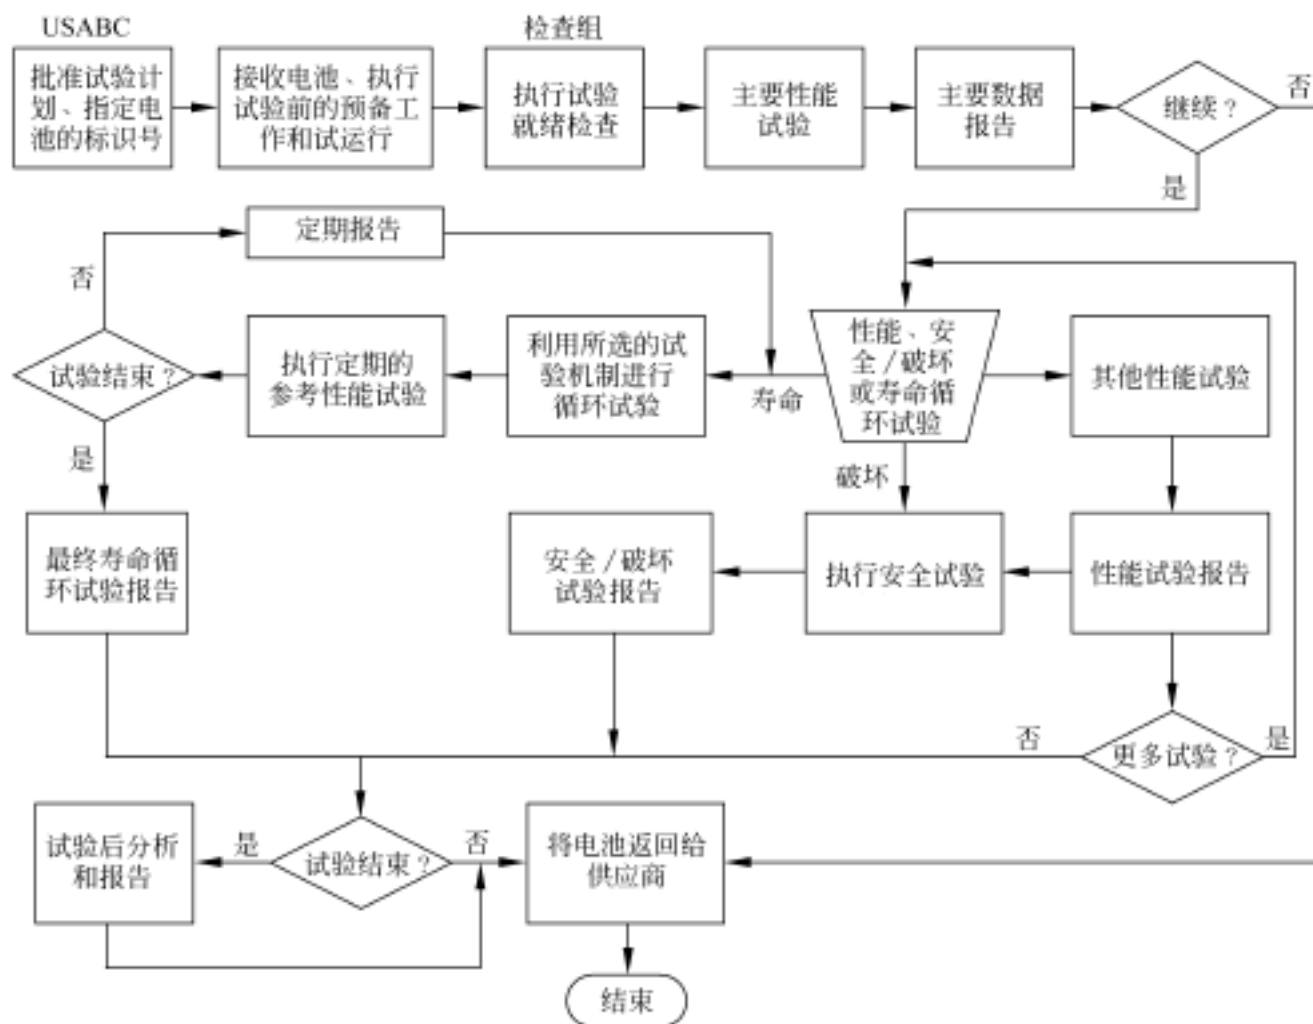 USABC
检查组
批准试验计
划、指定电
池的标识号
接收电池、执行
试验前的预备工
作和试运行
执行试验
就绪检查
主要性能
试验
主要数据
报告
继续？
否
是
定期报告
否
试验结束？
执行定期的
参考性能试验
利用所选的试
验机制进行
循环试验
寿命
性能、安
全/破坏
或寿命循
环试验
其他性能试验
是
破坏
最终寿命循
环试验报告
安全/破坏
试验报告
执行安全试验
性能试验报告
否
更多试验？
是
试验后分析
和报告
是
试验结束？
否
将电池返回给
供应商
结束